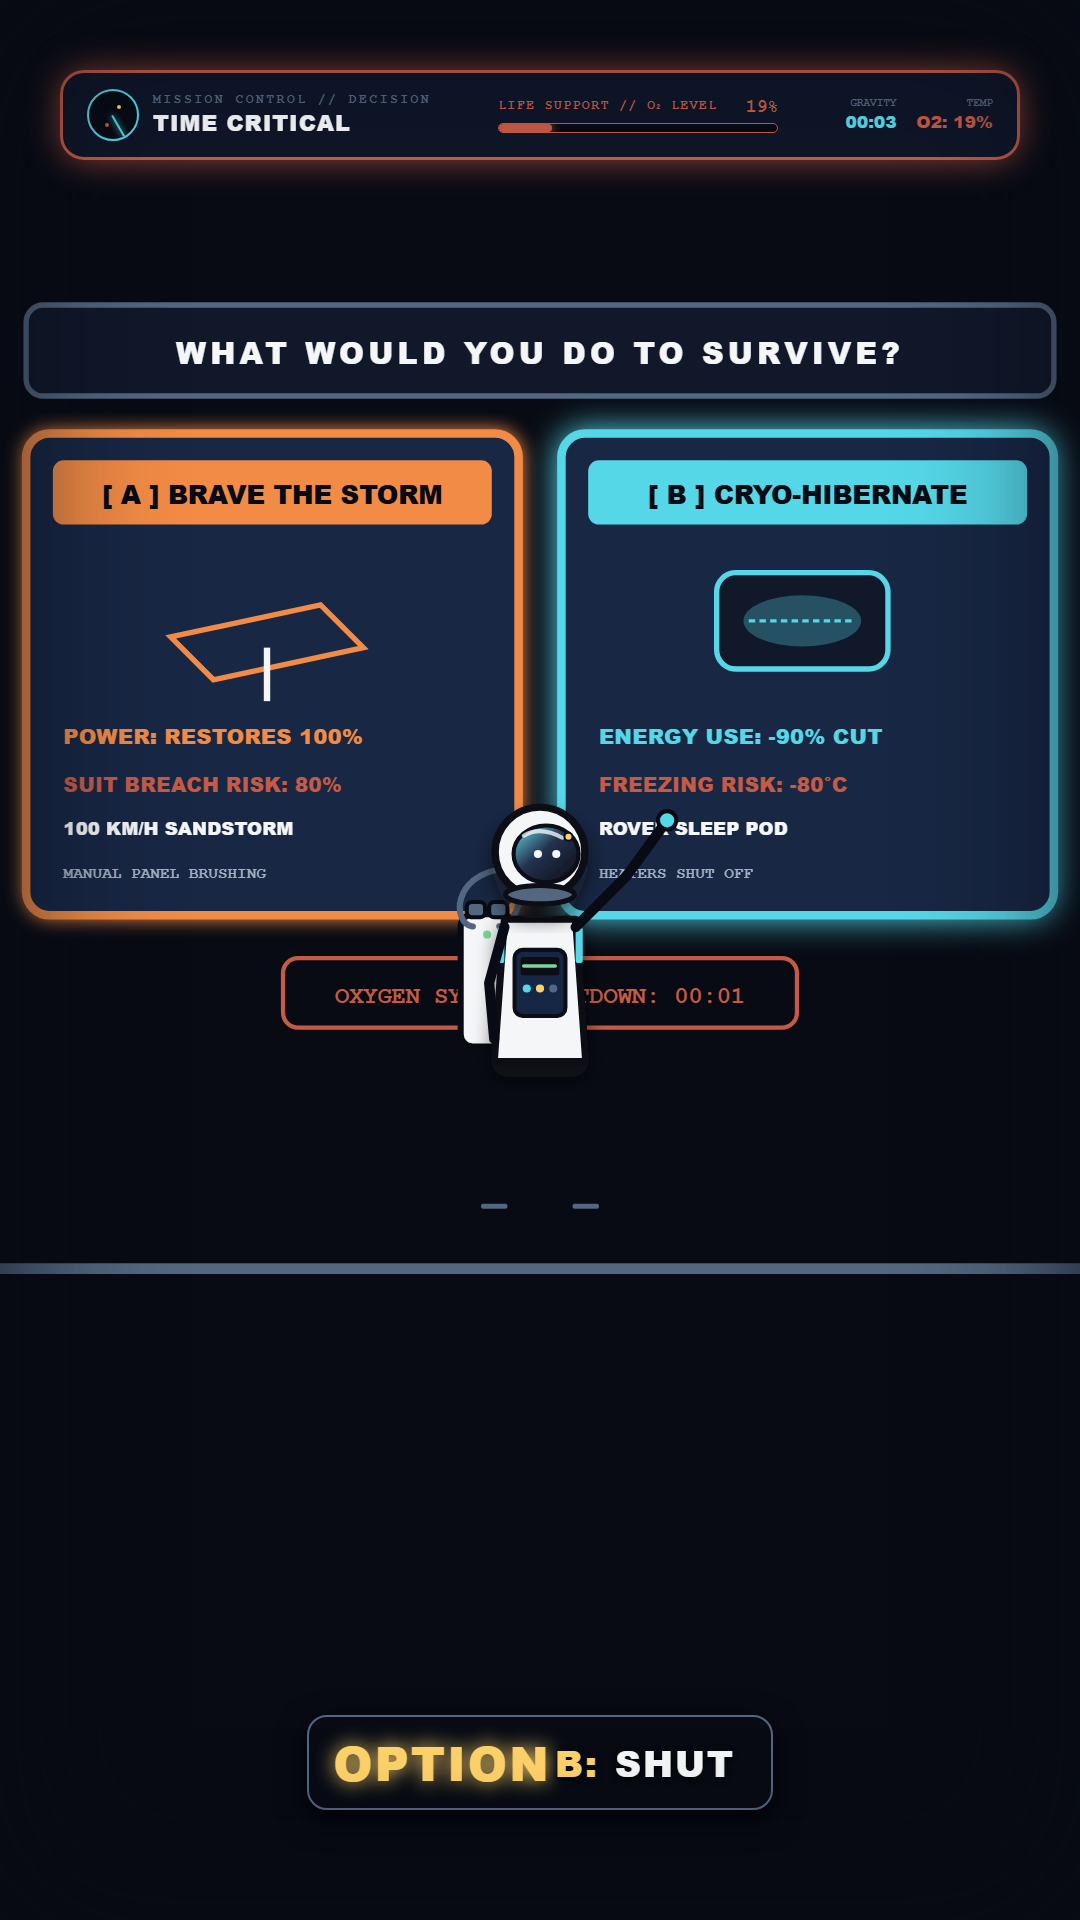 MISSION CONTROL // DECISION
TIME CRITICAL
LIFE SUPPORT // O₂ LEVEL 19%
GRAVITY
00:03
TEMP
O2: 19%
WHAT WOULD YOU DO TO SURVIVE?
[ A ] BRAVE THE STORM
POWER: RESTORES 100%
SUIT BREACH RISK: 80%
100 KM/H SANDSTORM
MANUAL PANEL BRUSHING
[ B ] CRYO-HIBERNATE
ENERGY USE: -90% CUT
FREEZING RISK: -80°C
SLEEP POD
SHUT OFF
OXYGEN 00:01
OPTION B: SHUT